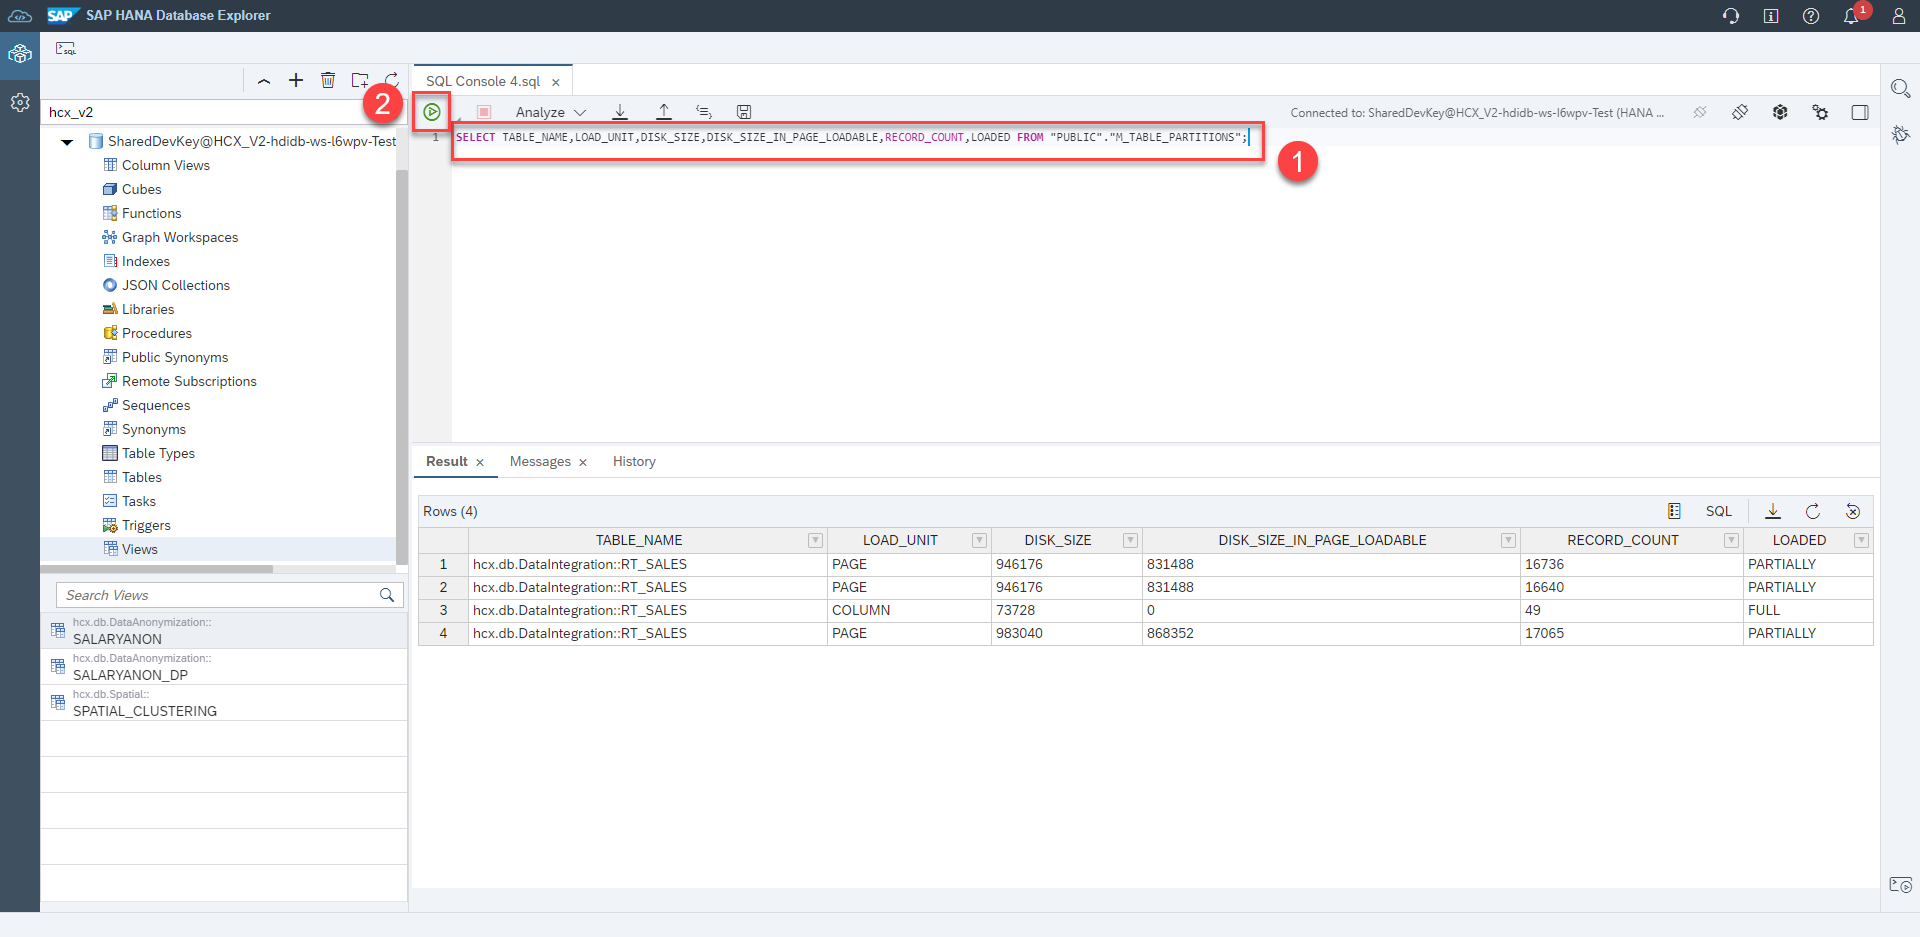 SAP SAP HANA Database Explorer
1
SQL
SQL Console 4.sql
hcx_v2
2
Analyze
Connected to: SharedDevKey@HCX_V2-hdidb-ws-l6wpv-Test (HANA ...
1 SELECT TABLE_NAME,LOAD_UNIT,DISK_SIZE,DISK_SIZE_IN_PAGE_LOADABLE,RECORD_COUNT,LOADED FROM "PUBLIC"."M_TABLE_PARTITIONS";
1
SharedDevKey@HCX_V2-hdidb-ws-l6wpv-Test
Column Views
Cubes
Functions
Graph Workspaces
Indexes
JSON Collections
Libraries
Procedures
Public Synonyms
Remote Subscriptions
Sequences
Synonyms
Table Types
Tables
Tasks
Triggers
Views
Search Views
hcx.db.DataAnonymization::
SALARYANON
hcx.db.DataAnonymization::
SALARYANON_DP
hcx.db.Spatial::
SPATIAL_CLUSTERING
Result Messages History
Rows (4) SQL
TABLE_NAME LOAD_UNIT DISK_SIZE DISK_SIZE_IN_PAGE_LOADABLE RECORD_COUNT LOADED
1 hcx.db.DataIntegration::RT_SALES PAGE 946176 831488 16736 PARTIALLY
2 hcx.db.DataIntegration::RT_SALES PAGE 946176 831488 16640 PARTIALLY
3 hcx.db.DataIntegration::RT_SALES COLUMN 73728 0 49 FULL
4 hcx.db.DataIntegration::RT_SALES PAGE 983040 868352 17065 PARTIALLY